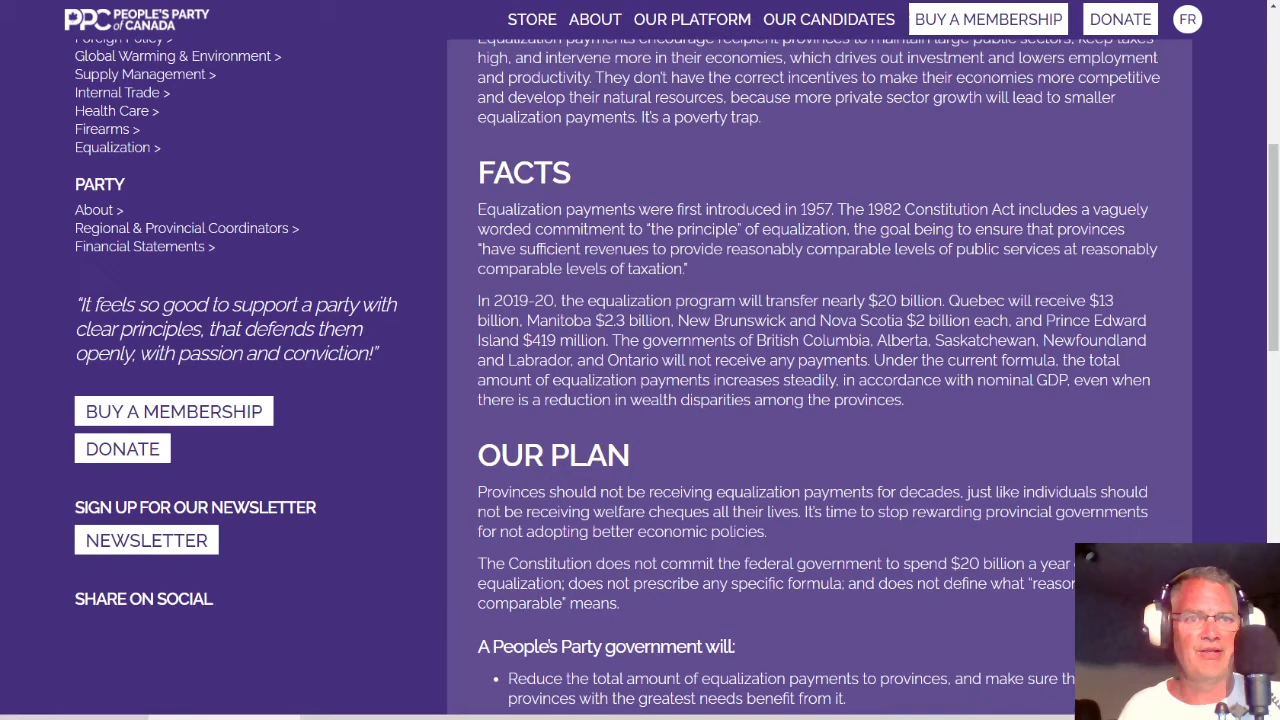 PPC PEOPLE'S PARTY of CANADA
STORE ABOUT OUR PLATFORM OUR CANDIDATES BUY A MEMBERSHIP DONATE FR
Foreign Policy >
Global Warming & Environment >
Supply Management >
Internal Trade >
Health Care >
Firearms >
Equalization >
PARTY
About >
Regional & Provincial Coordinators >
Financial Statements >
“It feels so good to support a party with
clear principles, that defends them
openly, with passion and conviction!”
BUY A MEMBERSHIP
DONATE
SIGN UP FOR OUR NEWSLETTER
NEWSLETTER
SHARE ON SOCIAL
Equalization payments encourage recipient provinces to maintain large public sectors, keep taxes
high, and intervene more in their economies, which drives out investment and lowers employment
and productivity. They don’t have the correct incentives to make their economies more competitive
and develop their natural resources, because more private sector growth will lead to smaller
equalization payments. It’s a poverty trap.
FACTS
Equalization payments were first introduced in 1957. The 1982 Constitution Act includes a vaguely
worded commitment to “the principle” of equalization, the goal being to ensure that provinces
“have sufficient revenues to provide reasonably comparable levels of public services at reasonably
comparable levels of taxation.”
In 2019-20, the equalization program will transfer nearly $20 billion. Quebec will receive $13
billion, Manitoba $2.3 billion, New Brunswick and Nova Scotia $2 billion each, and Prince Edward
Island $419 million. The governments of British Columbia, Alberta, Saskatchewan, Newfoundland
and Labrador, and Ontario will not receive any payments. Under the current formula, the total
amount of equalization payments increases steadily, in accordance with nominal GDP, even when
there is a reduction in wealth disparities among the provinces.
OUR PLAN
Provinces should not be receiving equalization payments for decades, just like individuals should
not be receiving welfare cheques all their lives. It’s time to stop rewarding provincial governments
for not adopting better economic policies.
The Constitution does not commit the federal government to spend $20 billion a year
equalization; does not prescribe any specific formula; and does not define what “reason
comparable” means.
A People’s Party government will:
• Reduce the total amount of equalization payments to provinces, and make sure th
provinces with the greatest needs benefit from it.